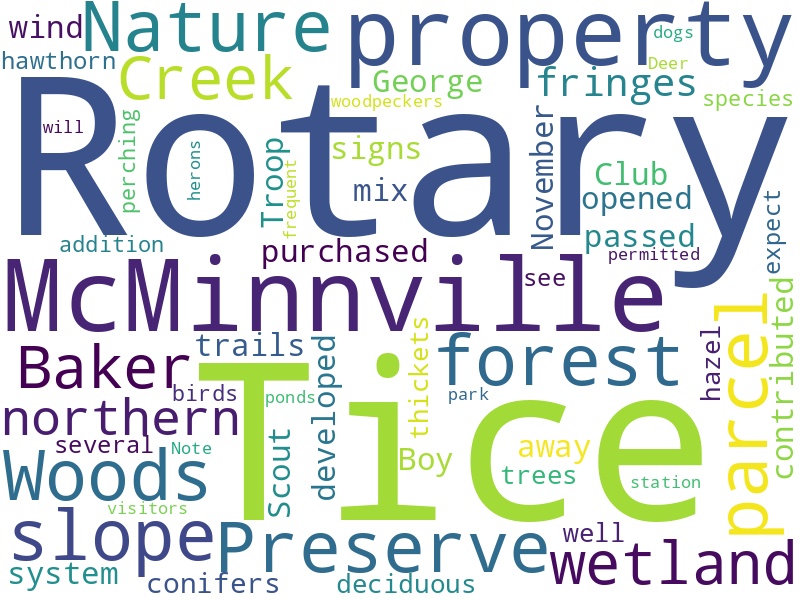 wind
Nature
property
dogs
hawthorn
Creek
George
fringes
Deer
woodpeckers
species
Rotary
will
perching
herons
Troop
frequent
signs
mix
November
Club
opened
passed
expect
addition
purchased
permitted
McMinnville
see
Baker
trails
forest
parcel
hazel
contributed
Tice
birds
ponds
developed
thickets
park
northern
several
Note
Scout
Boy
away
trees
station
Woods
visitors
slope
Preserve
well
wetland
system
conifers
deciduous